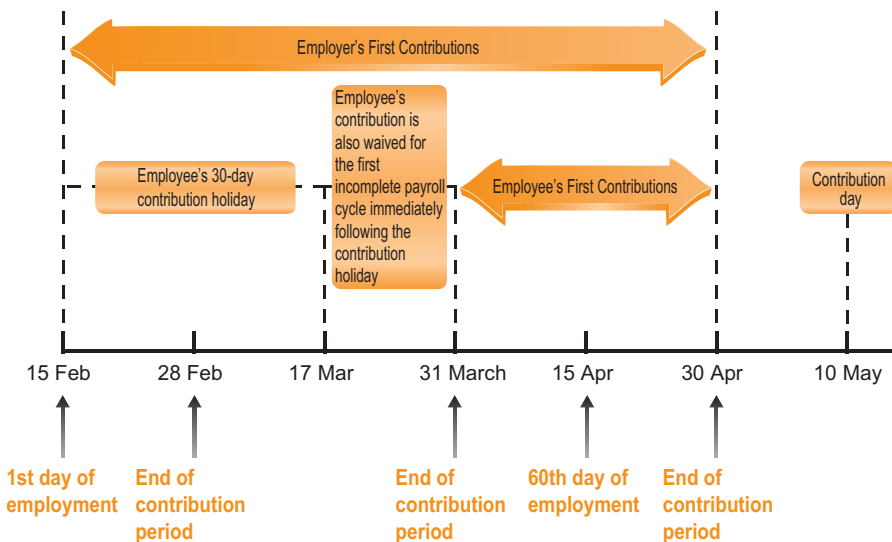 Employer's First Contributions
Employee's
contribution is
also waived for
the first
incomplete payroll
cycle immediately
following the
contribution
holiday
Employee's 30-day
contribution holiday
Employee's First Contributions
Contribution
day
15 Feb
28 Feb
17 Mar
31 March
15 Apr
30 Apr
10 May
1st day of
employment
End of
contribution
period
End of
contribution
period
60th day of
employment
End of
contribution
period